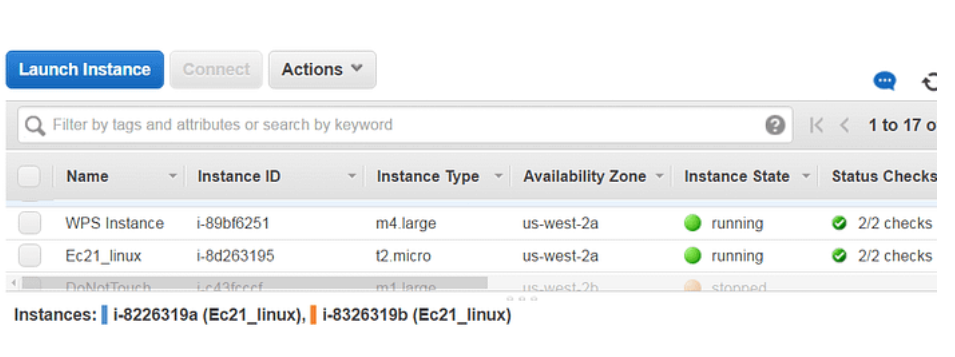 Launch Instance Connect Actions
Filter by tags and attributes or search by keyword 1 to 17 o
Name Instance ID Instance Type Availability Zone Instance State Status Checks
WPS Instance i-89bf6251 m4.large us-west-2a running 2/2 checks
Ec21_linux i-8d263195 t2.micro us-west-2a running 2/2 checks
DoNotTouch i-c43fcccf m1.large us-west-2b stopped
Instances: i-8226319a (Ec21_linux), i-8326319b (Ec21_linux)